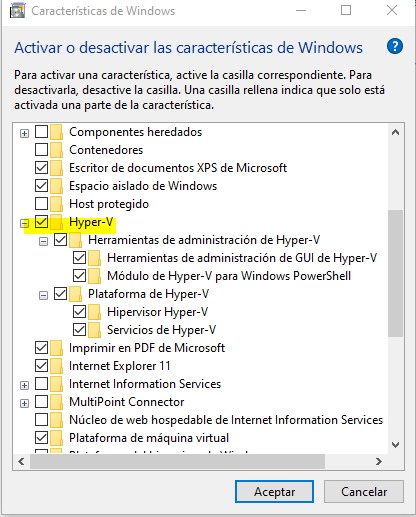 Características de Windows
Activar o desactivar las características de Windows
?
Para activar una característica, active la casilla correspondiente. Para
desactivarla, desactive la casilla. Una casilla rellena indica que solo está
activada una parte de la característica.
Componentes heredados
Contenedores
Escritor de documentos XPS de Microsoft
Espacio aislado de Windows
Host protegido
Hyper-V
Herramientas de administración de Hyper-V
Herramientas de administración de GUI de Hyper-V
Módulo de Hyper-V para Windows PowerShell
Plataforma de Hyper-V
Hipervisor Hyper-V
Servicios de Hyper-V
Imprimir en PDF de Microsoft
Internet Explorer 11
Internet Information Services
MultiPoint Connector
Núcleo de web hospedable de Internet Information Services
Plataforma de máquina virtual
Aceptar
Cancelar